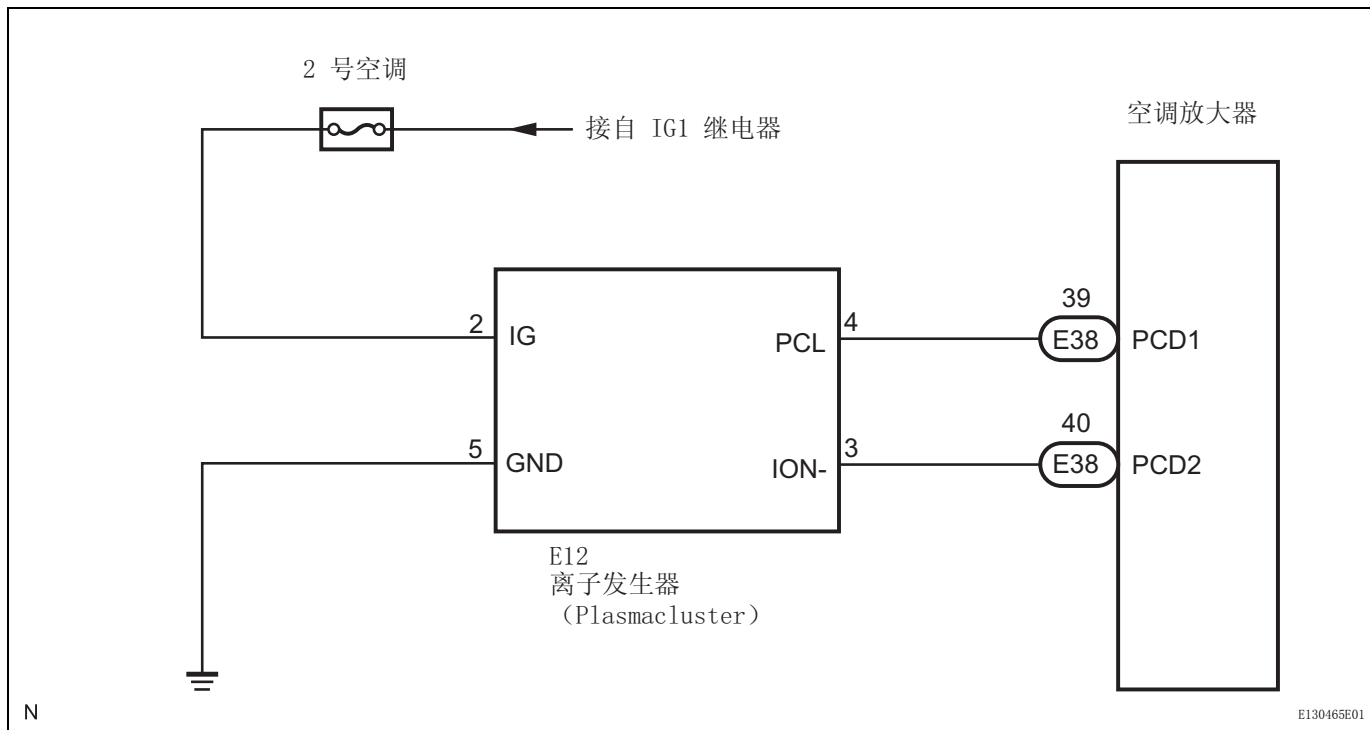 2 号空调
接自 IG1 继电器
空调放大器
2
IG
PCL
4
39
E38
PCD1
5
GND
ION-
3
40
E38
PCD2
E12
离子发生器
（Plasmacluster）
N
E130465E01